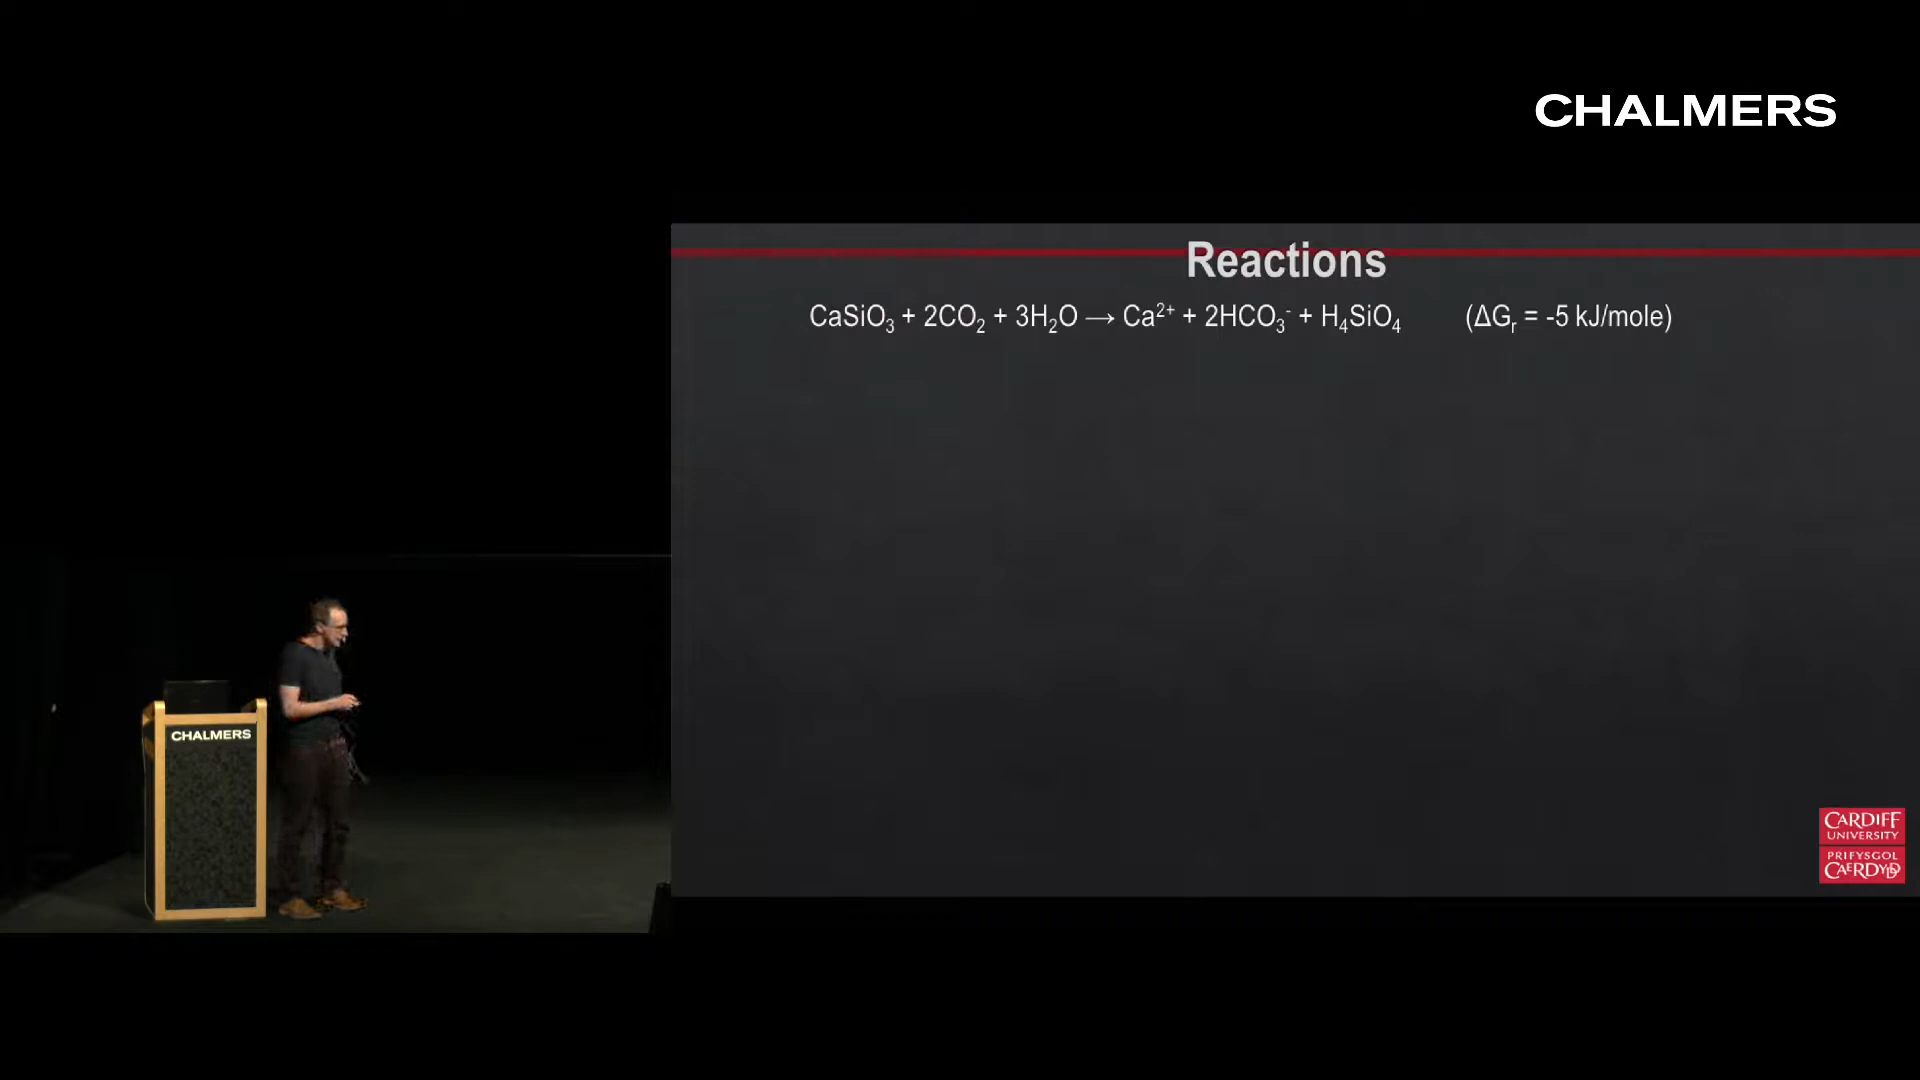 CHALMERS
Reactions
CaSiO₃ + 2CO₂ + 3H₂O → Ca²⁺ + 2HCO₃⁻ + H₄SiO₄ (ΔGᵣ = -5 kJ/mole)
CHALMERS
CARDIFF
UNIVERSITY
PRIFYSGOL
CAERDYDD